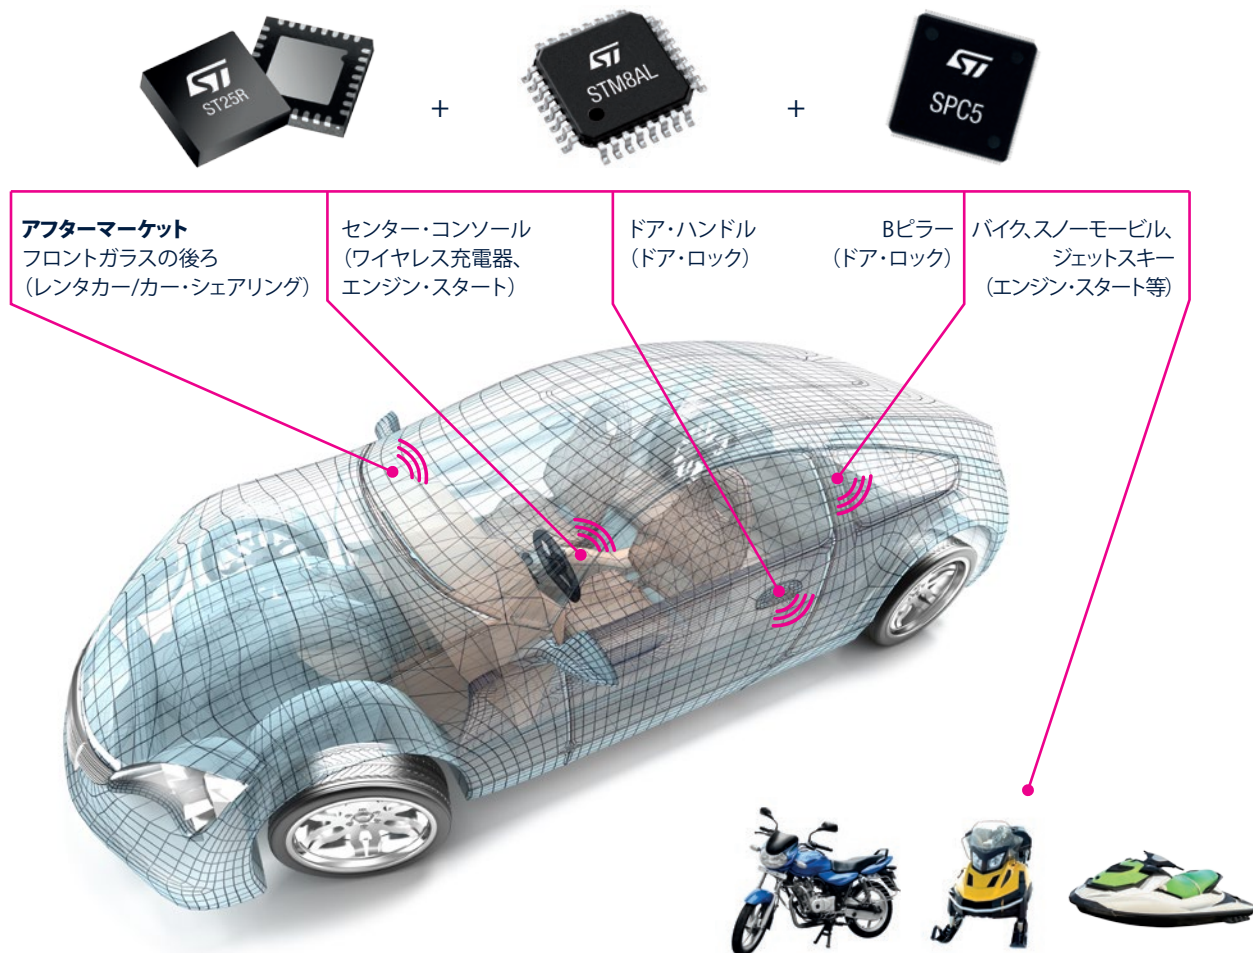 ST25R
+
STM8AL
+
SPC5
アフターマーケット
フロントガラスの後ろ
（レンタカー/カー・シェアリング）
センター・コンソール
（ワイヤレス充電器、
エンジン・スタート）
ドア・ハンドル
（ドア・ロック）
Bピラー
（ドア・ロック）
バイク、スノーモービル、
ジェットスキー
（エンジン・スタート等）